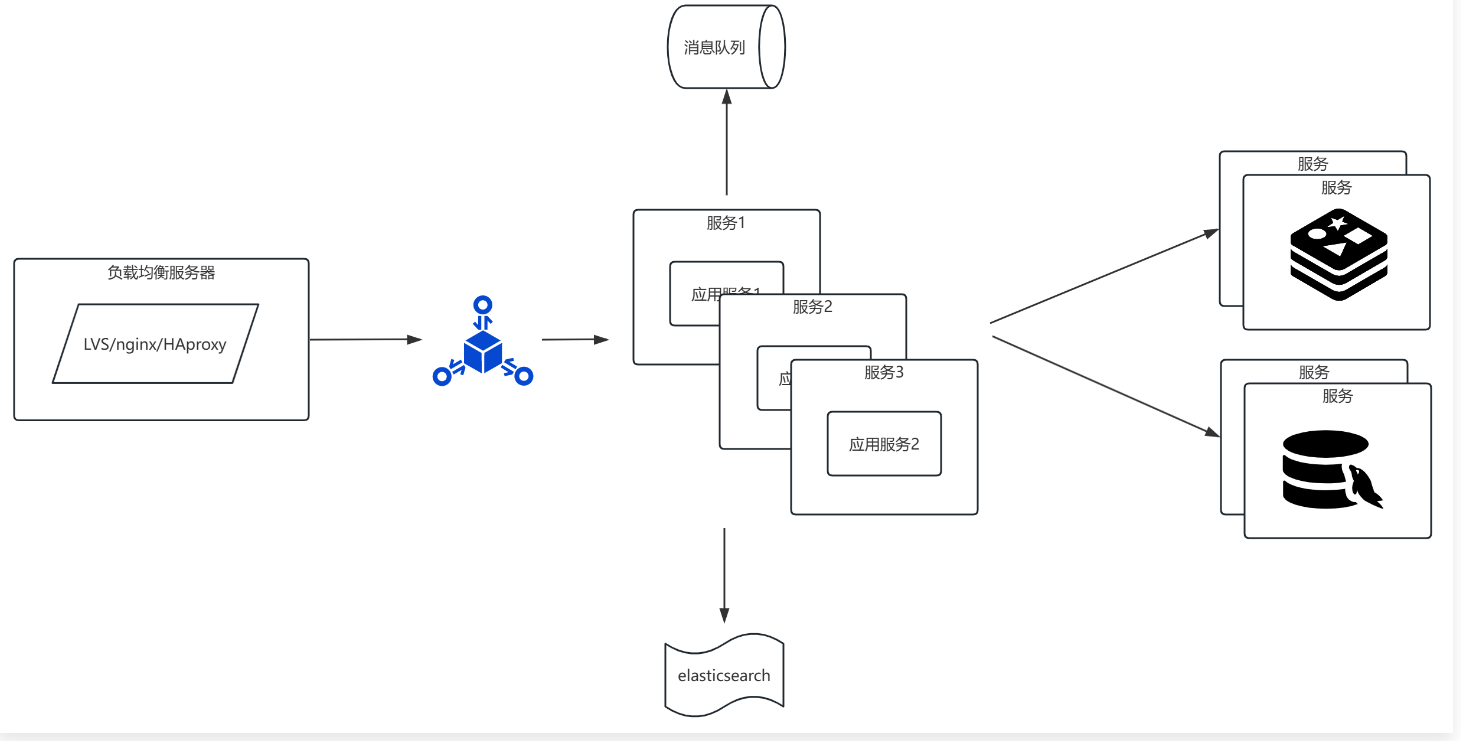 消息队列
服务
服务
服务1
应用服务1
负载均衡服务器
LVS/nginx/HAproxy
服务2
应
服务3
应用服务2
服务
服务
elasticsearch